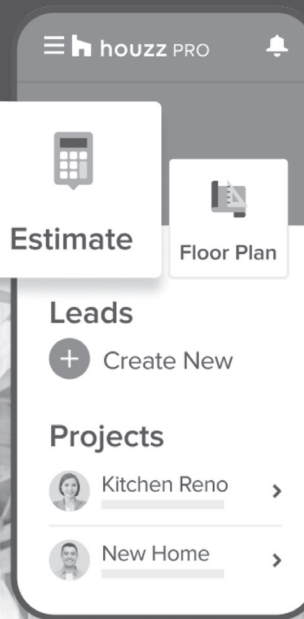 houzz PRO
Estimate
Floor Plan
Leads
Create New
Projects
Kitchen Reno
New Home